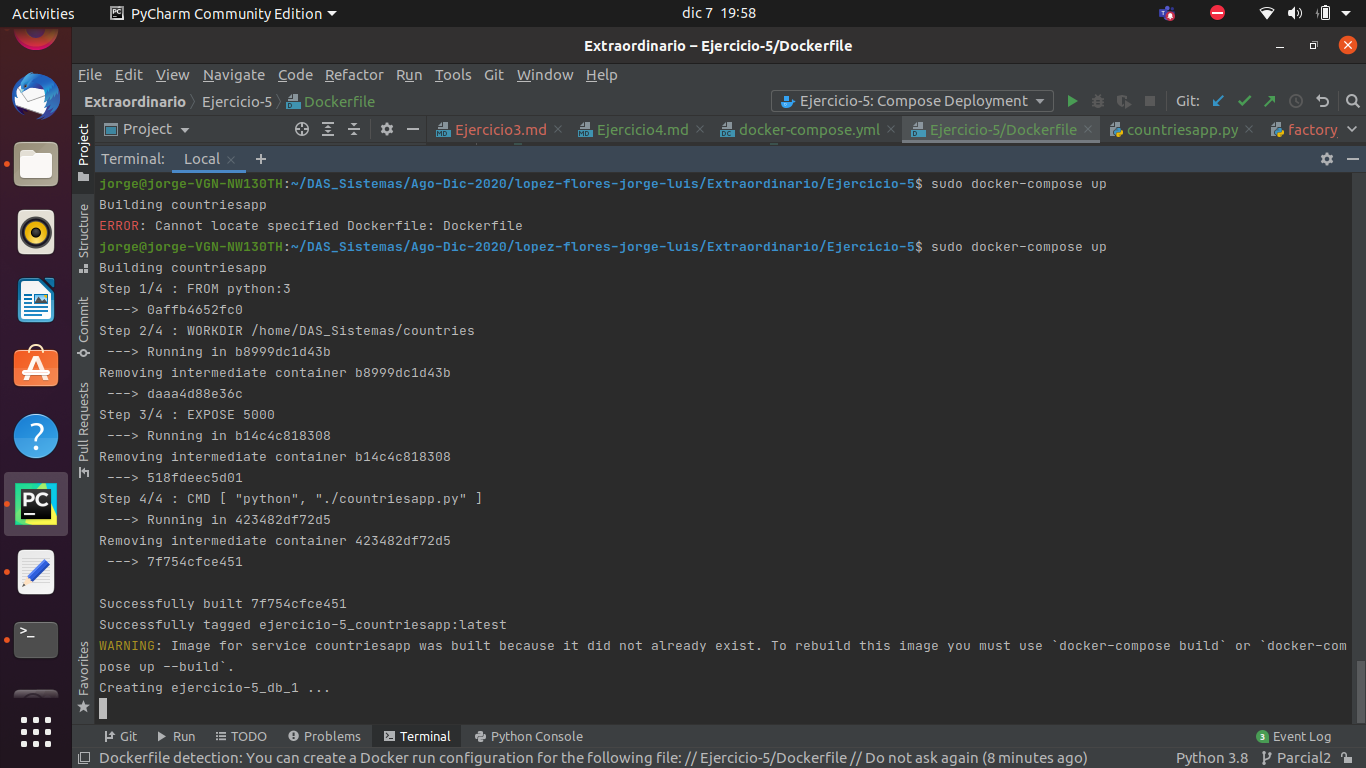 Activities
PyCharm Community Edition
dic 7 19:58
Extraordinario – Ejercicio-5/Dockerfile
File Edit View Navigate Code Refactor Run Tools Git Window Help
Extraordinario Ejercicio-5 Dockerfile
Ejercicio-5: Compose Deployment
Git:
Project
Ejercicio3.md
Ejercicio4.md
docker-compose.yml
Ejercicio-5/Dockerfile
countriesapp.py
factory
Terminal: Local
jorge@jorge-VGN-NW130TH:~/DAS_Sistemas/Ago-Dic-2020/lopez-flores-jorge-luis/Extraordinario/Ejercicio-5$ sudo docker-compose up
Building countriesapp
ERROR: Cannot locate specified Dockerfile: Dockerfile
jorge@jorge-VGN-NW130TH:~/DAS_Sistemas/Ago-Dic-2020/lopez-flores-jorge-luis/Extraordinario/Ejercicio-5$ sudo docker-compose up
Building countriesapp
Step 1/4 : FROM python:3
---> 0affb4652fc0
Step 2/4 : WORKDIR /home/DAS_Sistemas/countries
---> Running in b8999dc1d43b
Removing intermediate container b8999dc1d43b
---> daaa4d88e36c
Step 3/4 : EXPOSE 5000
---> Running in b14c4c818308
Removing intermediate container b14c4c818308
---> 518fdeec5d01
Step 4/4 : CMD [ "python", "./countriesapp.py" ]
---> Running in 423482df72d5
Removing intermediate container 423482df72d5
---> 7f754cfce451
Successfully built 7f754cfce451
Successfully tagged ejercicio-5_countriesapp:latest
WARNING: Image for service countriesapp was built because it did not already exist. To rebuild this image you must use `docker-compose build` or `docker-com
pose up --build`.
Creating ejercicio-5_db_1 ...
Project
Structure
Commit
Pull Requests
Favorites
Git Run TODO Problems Terminal Python Console
3 Event Log
Dockerfile detection: You can create a Docker run configuration for the following file: // Ejercicio-5/Dockerfile // Do not ask again (8 minutes ago)
Python 3.8 Parcial2